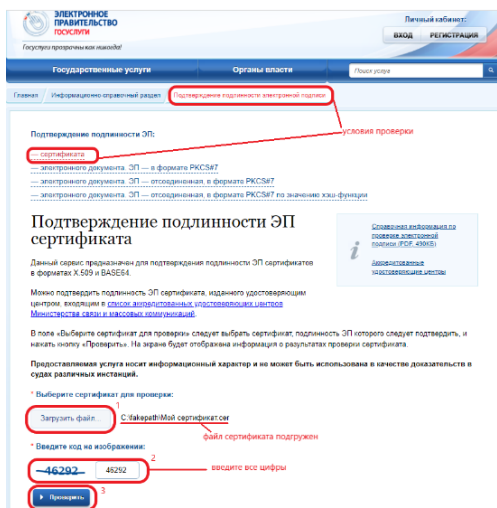 ЭЛЕКТРОННОЕ
ПРАВИТЕЛЬСТВО
ГОСУСЛУГИ
Госуслуги прозрачны как никогда!
Личный кабинет:
ВХОД РЕГИСТРАЦИЯ
Государственные услуги Органы власти Поиск услуг
Главная Информационно-справочный раздел Подтверждение подлинности электронной подписи
условия проверки
Подтверждение подлинности ЭП:
— сертификата
— электронного документа. ЭП — в формате PKCS#7
— электронного документа. ЭП — отсоединенная, в формате PKCS#7
— электронного документа. ЭП — отсоединенная, в формате PKCS#7 по значению хэш-функции
Подтверждение подлинности ЭП
сертификата
Справочная информация по
проверке электронной
подписи (PDF, 490КБ)
Аккредитованные
удостоверяющие центры
Данный сервис предназначен для подтверждения подлинности ЭП сертификатов
в форматах X.509 и BASE64.
Можно подтвердить подлинность ЭП сертификата, изданного удостоверяющим
центром, входящим в список аккредитованных удостоверяющих центров
Министерства связи и массовых коммуникаций.
В поле «Выберите сертификат для проверки» следует выбрать сертификат, подлинность ЭП которого следует подтвердить, и
нажать кнопку «Проверить». На экране будет отображена информация о результатах проверки сертификата.
Предоставляемая услуга носит информационный характер и не может быть использована в качестве доказательств в
судах различных инстанций.
* Выберите сертификат для проверки:
1
Загрузить файл... C:\fakepath\Мой сертификат.cer
файл сертификата подгружен
* Введите код на изображении:
2
46292 46292 введите все цифры
Проверить 3